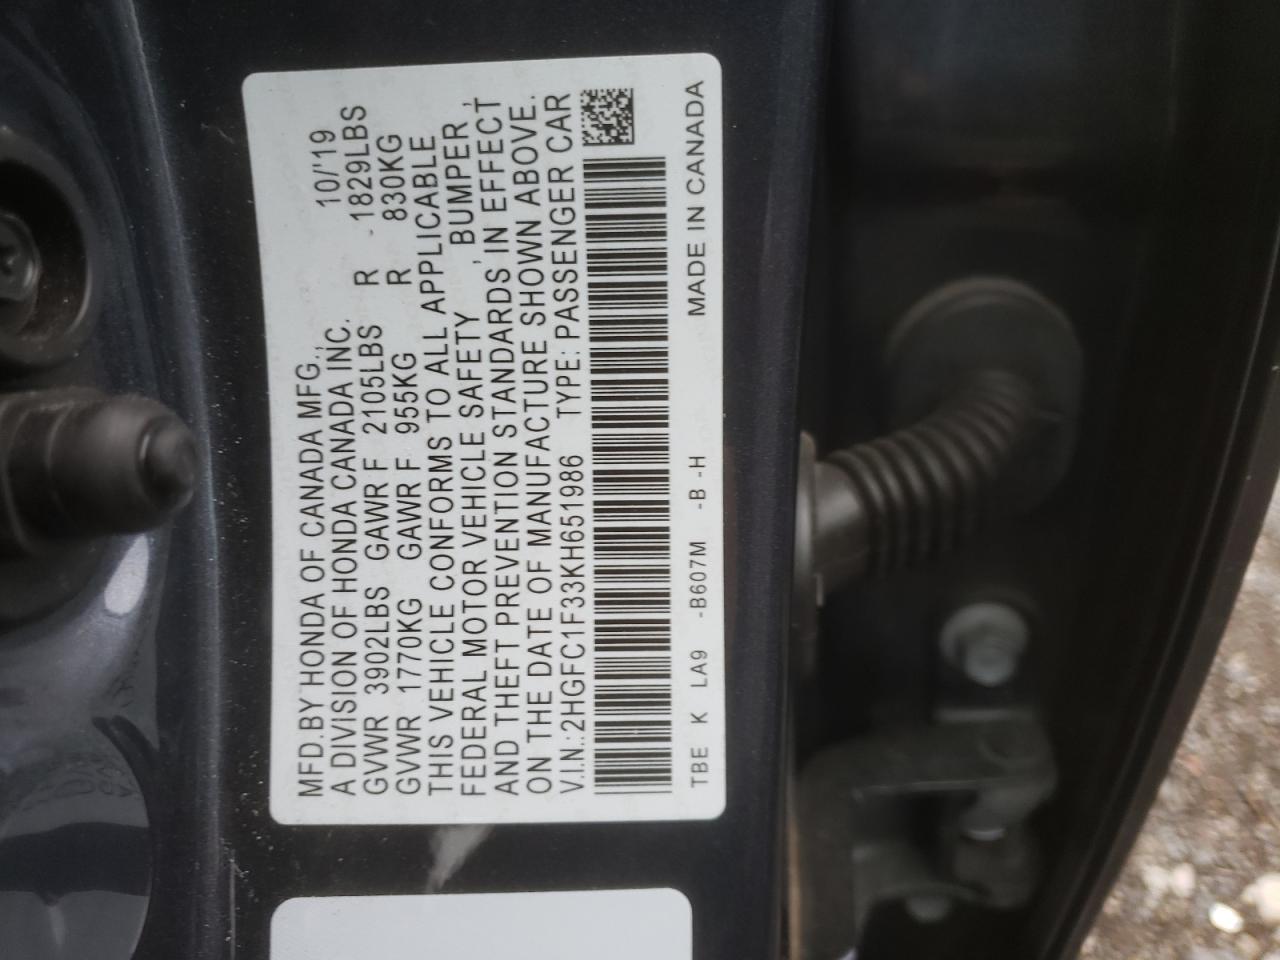 MFD.BY HONDA OF CANADA MFG., 10/'19
A DIVISION OF HONDA CANADA INC.
GVWR 3902LBS GAWR F 2105LBS R - 1829LBS
GVWR 1770KG GAWR F 955KG R 830KG
THIS VEHICLE CONFORMS TO ALL APPLICABLE
FEDERAL MOTOR VEHICLE SAFETY , BUMPER ,
AND THEFT PREVENTION STANDARDS IN EFFECT
ON THE DATE OF MANUFACTURE SHOWN ABOVE.
V.I.N.: 2HGFC1F33KH651986 TYPE: PASSENGER CAR
TBE K LA9 -B607M -B -H MADE IN CANADA